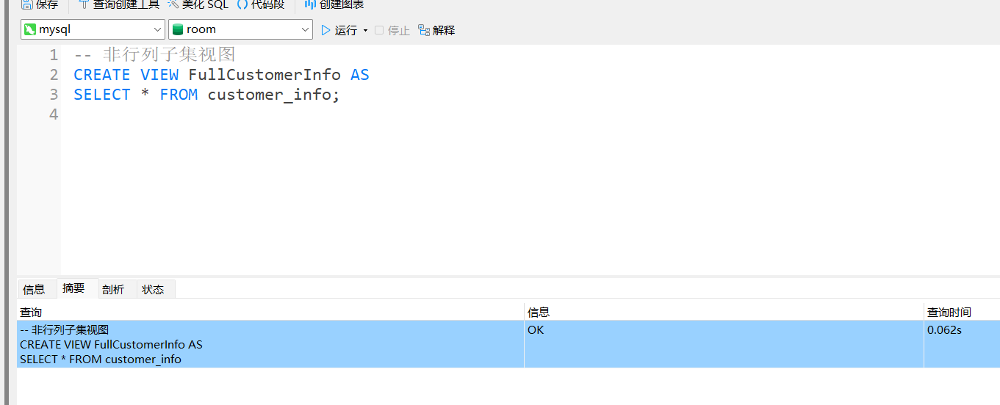 保存 查询创建工具 美化 SQL () 代码段 创建图表
mysql room 运行 停止 解释
1 -- 非行列子集视图
2 CREATE VIEW FullCustomerInfo AS
3 SELECT * FROM customer_info;
4
信息 摘要 剖析 状态
查询 信息 查询时间
-- 非行列子集视图 OK 0.062s
CREATE VIEW FullCustomerInfo AS
SELECT * FROM customer_info